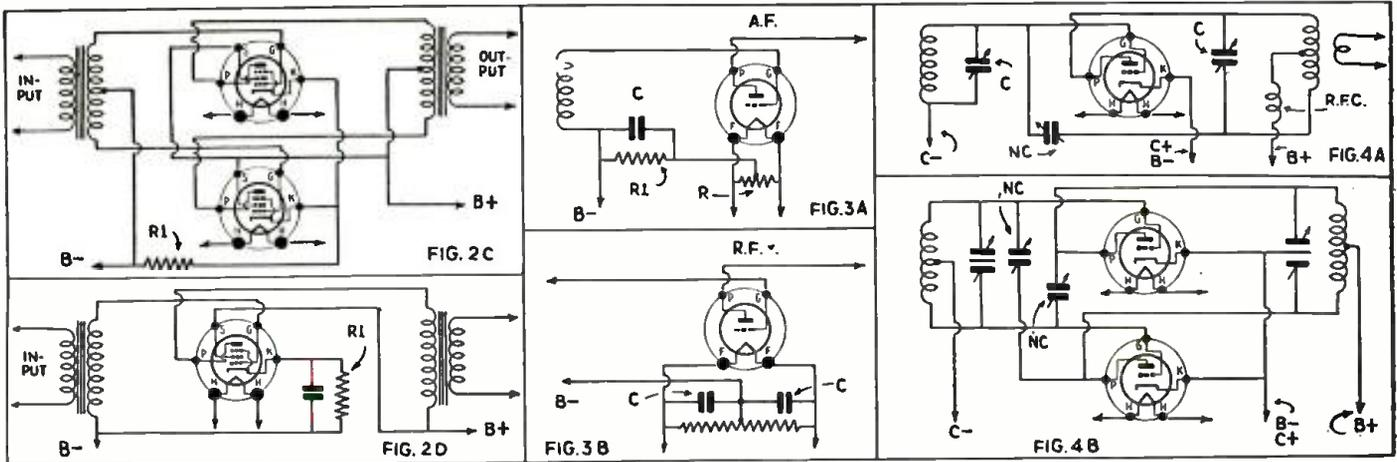 IN-
PUT
P
S
G
K
H
H
OUT-
PUT
P
S
G
K
H
H
B+
R1
B-
FIG. 2C
IN-
PUT
P
S
G
K
H
H
R1
B-
B+
FIG. 2D
A.F.
P
G
F
F
C
R1
R
B-
FIG.3A
R.F.
P
G
F
F
B-
C
C
FIG.3B
C
G
P
K
H
H
C
R.F.C.
NC
C-
C+
B-
B+
FIG.4A
NC
G
P
K
H
H
NC
G
P
K
H
H
C-
B-
C+
B+
FIG.4B